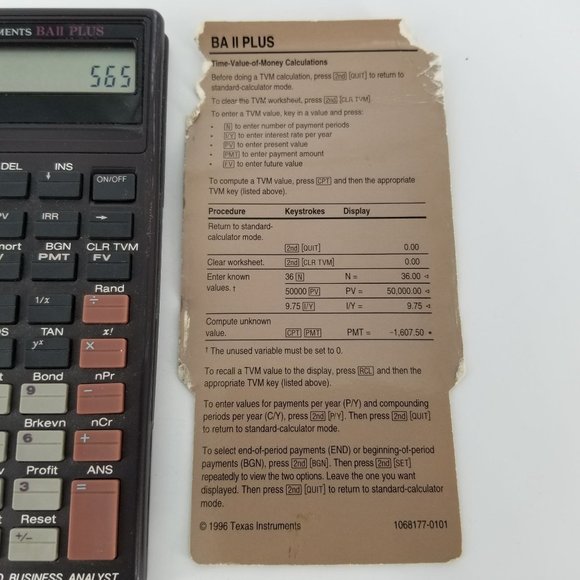 MENTS BA II PLUS
565
DEL INS
ON/OFF
PV IRR →
hort BGN CLR TVM
V PMT FV
Rand
1/x ÷
OS TAN x!
yˣ ×
Bond nPr
9 −
Brkevn nCr
6 +
v Profit ANS
3 =
Reset
+/−
D BUSINESS ANALYST
BA II PLUS
Time-Value-of-Money Calculations
Before doing a TVM calculation, press 2nd [QUIT] to return to
standard-calculator mode.
To clear the TVM worksheet, press 2nd [CLR TVM].
To enter a TVM value, key in a value and press:
• N to enter number of payment periods
• I/Y to enter interest rate per year
• PV to enter present value
• PMT to enter payment amount
• FV to enter future value
To compute a TVM value, press CPT and then the appropriate
TVM key (listed above).
Procedure Keystrokes Display
Return to standard-
calculator mode.
2nd [QUIT] 0.00
Clear worksheet. 2nd [CLR TVM] 0.00
Enter known 36 N N = 36.00 ◁
values. † 50000 PV PV = 50,000.00 ◁
9.75 I/Y I/Y = 9.75 ◁
Compute unknown
value. CPT PMT PMT = –1,607.50 *
† The unused variable must be set to 0.
To recall a TVM value to the display, press RCL and then the
appropriate TVM key (listed above).
To enter values for payments per year (P/Y) and compounding
periods per year (C/Y), press 2nd [P/Y]. Then press 2nd [QUIT]
to return to standard-calculator mode.
To select end-of-period payments (END) or beginning-of-period
payments (BGN), press 2nd [BGN]. Then press 2nd [SET]
repeatedly to view the two options. Leave the one you want
displayed. Then press 2nd [QUIT] to return to standard-calculator
mode.
© 1996 Texas Instruments 1068177-0101